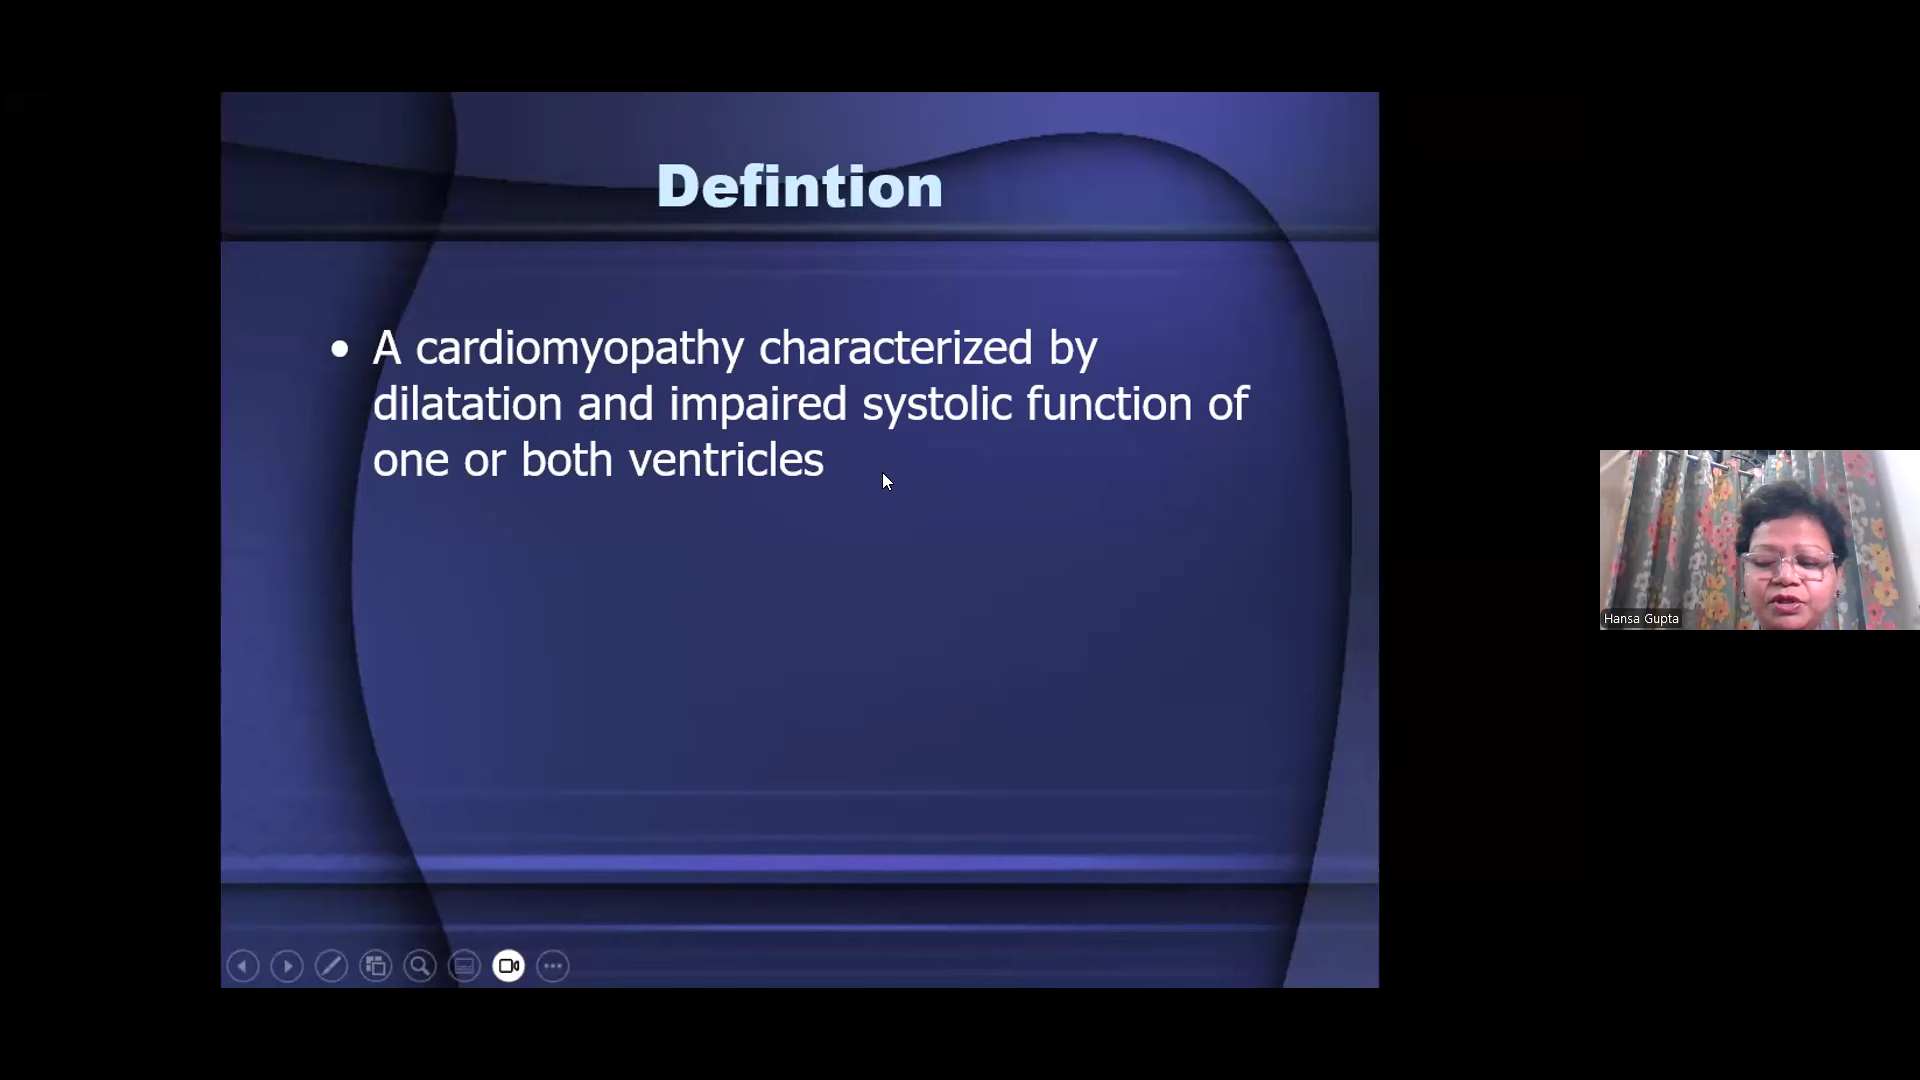 Defintion
• A cardiomyopathy characterized by
dilatation and impaired systolic function of
one or both ventricles
Hansa Gupta